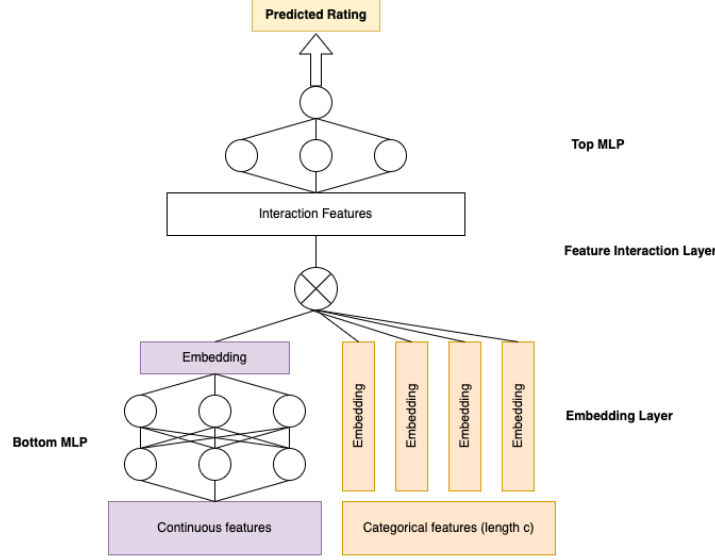 Predicted Rating
Top MLP
Interaction Features
Feature Interaction Layer
Embedding
Embedding
Embedding
Embedding
Embedding
Embedding Layer
Bottom MLP
Continuous features
Categorical features (length c)